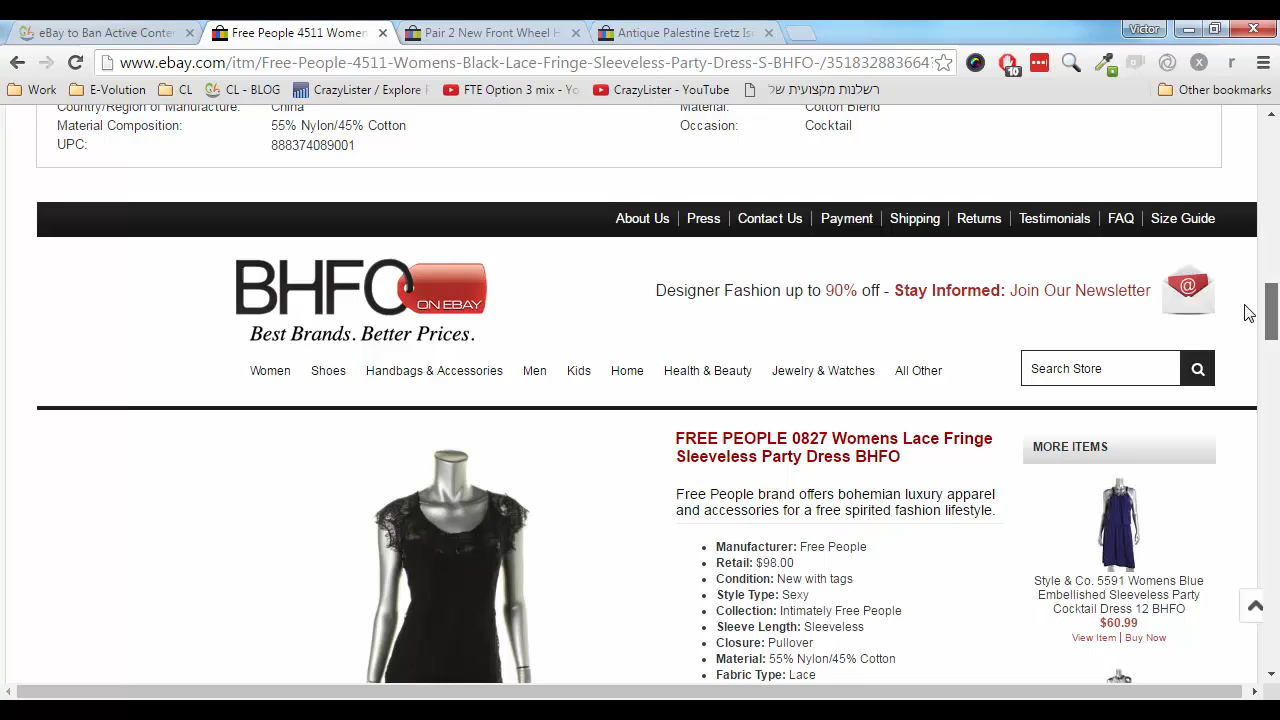 eBay to Ban Active Conten
Free People 4511 Women
Pair 2 New Front Wheel H
Antique Palestine Eretz Isr
Victor
www.ebay.com/itm/Free-People-4511-Womens-Black-Lace-Fringe-Sleeveless-Party-Dress-S-BHFO-/351832883664?
10
r
Work
E-Volution
CL
CL - BLOG
CrazyLister / Explore
FTE Option 3 mix - Yo
CrazyLister - YouTube
רשלנות מקצועית של
Other bookmarks
Country/Region of Manufacture: China
Material: Cotton Blend
Material Composition: 55% Nylon/45% Cotton
Occasion: Cocktail
UPC: 888374089001
About Us | Press | Contact Us | Payment | Shipping | Returns | Testimonials | FAQ | Size Guide
BHFO
ON EBAY
Best Brands. Better Prices.
Designer Fashion up to 90% off - Stay Informed: Join Our Newsletter
@
Women Shoes Handbags & Accessories Men Kids Home Health & Beauty Jewelry & Watches All Other
Search Store
FREE PEOPLE 0827 Womens Lace Fringe
Sleeveless Party Dress BHFO
Free People brand offers bohemian luxury apparel
and accessories for a free spirited fashion lifestyle.
Manufacturer: Free People
Retail: $98.00
Condition: New with tags
Style Type: Sexy
Collection: Intimately Free People
Sleeve Length: Sleeveless
Closure: Pullover
Material: 55% Nylon/45% Cotton
Fabric Type: Lace
MORE ITEMS
Style & Co. 5591 Womens Blue
Embellished Sleeveless Party
Cocktail Dress 12 BHFO
$60.99
View Item | Buy Now